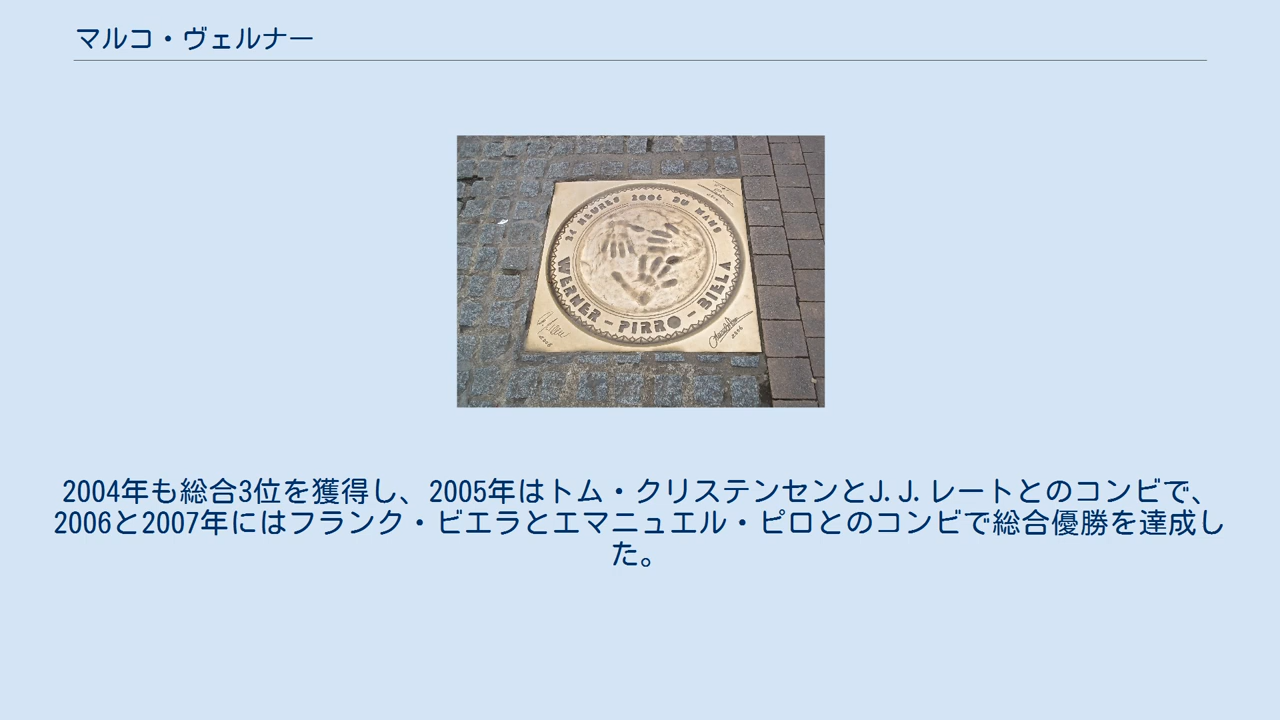 マルコ・ヴェルナー
24 HEURES 2006 DU MANS
WERNER - PIRRO - BIELA
2006
2004年も総合3位を獲得し、2005年はトム・クリステンセンとJ.J.レートとのコンビで、
2006と2007年にはフランク・ビエラとエマニュエル・ピロとのコンビで総合優勝を達成し
た。